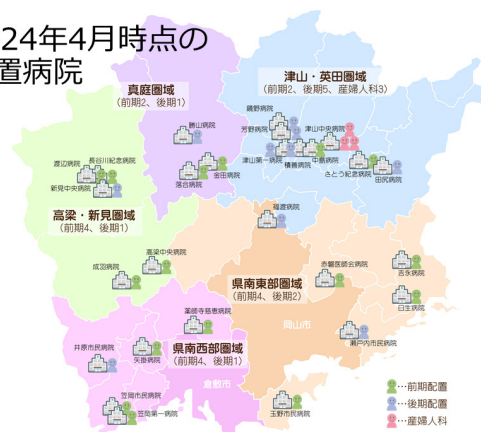 24年4月時点の
置病院
真庭圏域
(前期2、後期1)
津山・英田圏域
(前期2、後期5、産婦人科3)
勝山病院
鏡野病院
芳野病院
津山中央病院
渡辺病院
長谷川紀念病院
新見中央病院
落合病院
金田病院
津山第一病院
積善病院
中島病院
さとう記念病院
田尻病院
高梁・新見圏域
(前期4、後期1)
福渡病院
高梁中央病院
成羽病院
赤磐医師会病院
吉永病院
県南東部圏域
(前期4、後期2)
日生病院
薬師寺慈恵病院
岡山市
井原市民病院
矢掛病院
県南西部圏域
(前期4、後期1)
瀬戸内市民病院
倉敷市
笠岡市民病院
笠岡第一病院
玉野市民病院
…前期配置
…後期配置
…産婦人科